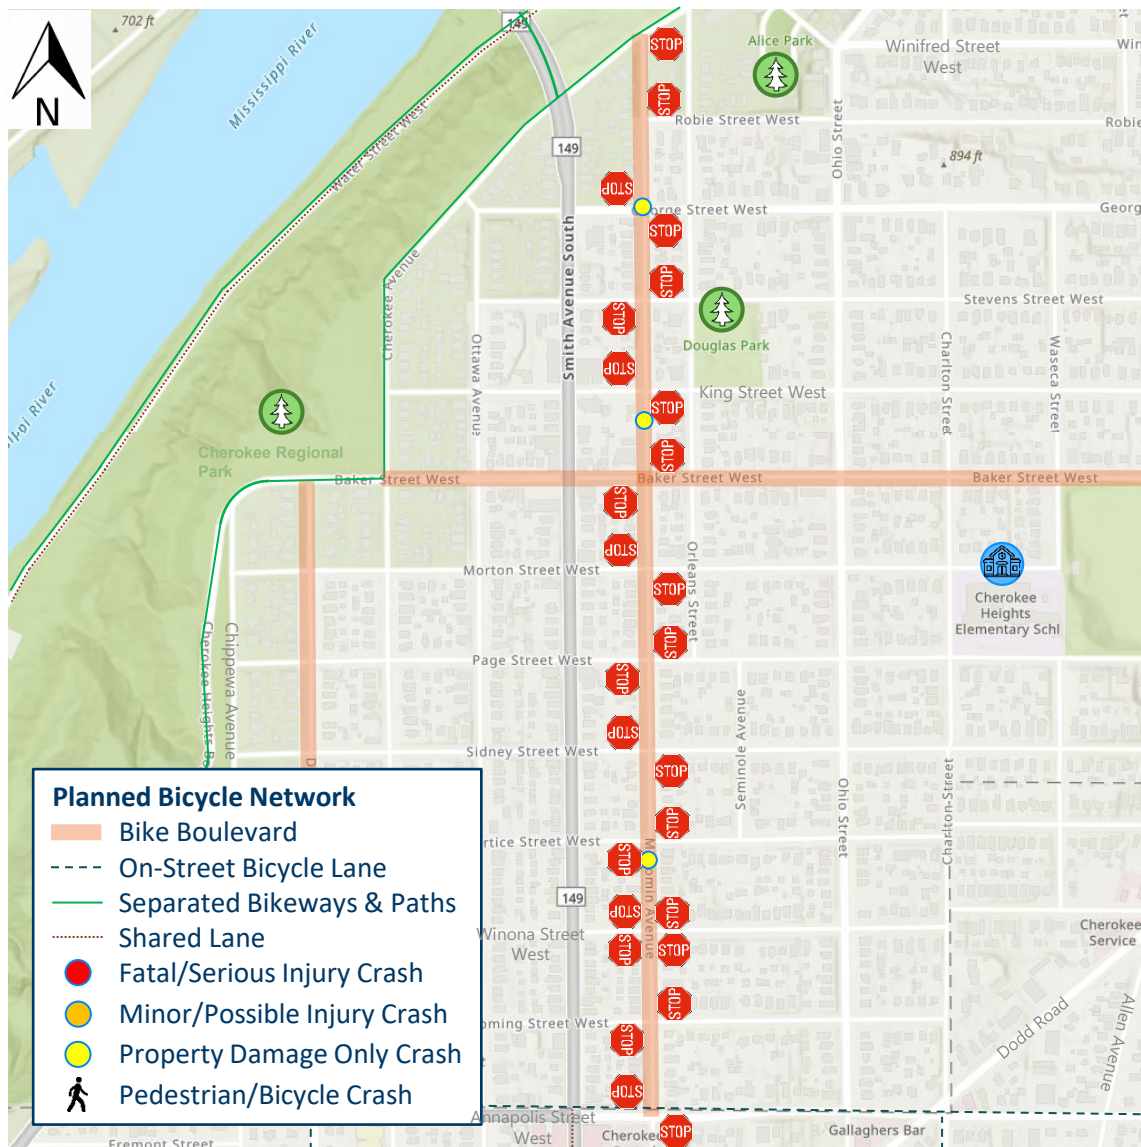 702 ft
149
Mississippi River
Alice Park
Winifred Street
West
N
Water Street West
Robie Street West
Ohio Street
149
894 ft
STOP
STOP
STOP
Smith Avenue South
George Street West
STOP
STOP
Cherokee Avenue
Stevens Street West
STOP
Douglas Park
Ottawa Avenue
Charlton Street
Waseca Street
STOP
King Street West
STOP
Cherokee Regional
Park
STOP
Baker Street West
Baker Street West
Baker Street West
STOP
STOP
Orleans Street
Morton Street West
STOP
Cherokee
Heights
Elementary Schl
STOP
Chippewa Avenue
Page Street West
STOP
Seminole Avenue
STOP
Sidney Street West
STOP
Ohio Street
Charlton Street
STOP
STOP
149
STOP
STOP
Winona Street
West
STOP
STOP
Cherokee
Service
STOP
Dodd Road
Allen Avenue
STOP
STOP
Annapolis Street
West
STOP
Gallaghers Bar
Fremont Street
Planned Bicycle Network
Bike Boulevard
On-Street Bicycle Lane
Separated Bikeways & Paths
Shared Lane
Fatal/Serious Injury Crash
Minor/Possible Injury Crash
Property Damage Only Crash
Pedestrian/Bicycle Crash